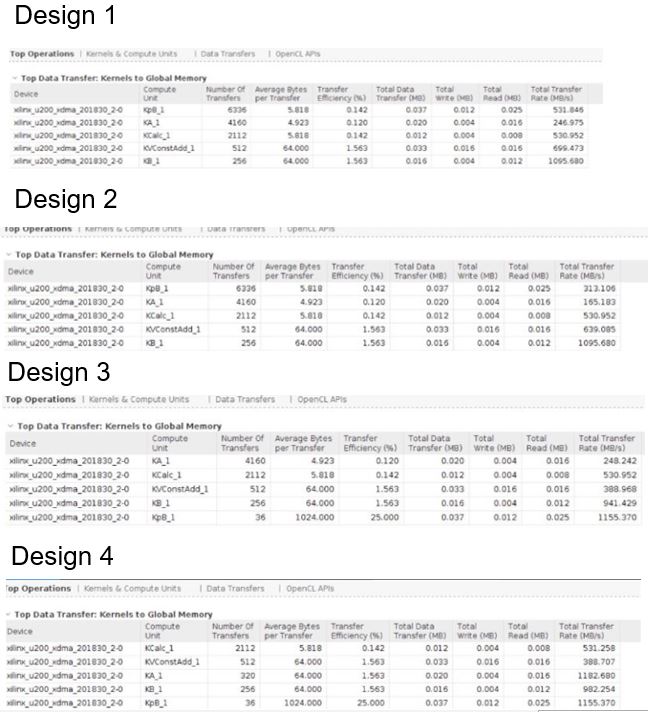 Design 1
Top Operations | Kernels & Compute Units | Data Transfers | OpenCL APIs
Top Data Transfer: Kernels to Global Memory
Device Compute Unit Number Of Transfers Average Bytes per Transfer Transfer Efficiency (%) Total Data Transfer (MB) Total Write (MB) Total Read (MB) Total Transfer Rate (MB/s)
xilinx_u200_xdma_201830_2-0 KpB_1 6336 5.818 0.142 0.037 0.012 0.025 531.846
xilinx_u200_xdma_201830_2-0 KA_1 4160 4.923 0.120 0.020 0.004 0.016 246.975
xilinx_u200_xdma_201830_2-0 KCalc_1 2112 5.818 0.142 0.012 0.004 0.008 530.952
xilinx_u200_xdma_201830_2-0 KVConstAdd_1 512 64.000 1.563 0.033 0.016 0.016 699.473
xilinx_u200_xdma_201830_2-0 KB_1 256 64.000 1.563 0.016 0.004 0.012 1095.680
Design 2
Top Operations | Kernels & Compute Units | Data Transfers | OpenCL APIs
Top Data Transfer: Kernels to Global Memory
Device Compute Unit Number Of Transfers Average Bytes per Transfer Transfer Efficiency (%) Total Data Transfer (MB) Total Write (MB) Total Read (MB) Total Transfer Rate (MB/s)
xilinx_u200_xdma_201830_2-0 KpB_1 6336 5.818 0.142 0.037 0.012 0.025 313.106
xilinx_u200_xdma_201830_2-0 KA_1 4160 4.923 0.120 0.020 0.004 0.016 165.183
xilinx_u200_xdma_201830_2-0 KCalc_1 2112 5.818 0.142 0.012 0.004 0.008 530.952
xilinx_u200_xdma_201830_2-0 KVConstAdd_1 512 64.000 1.563 0.033 0.016 0.016 639.085
xilinx_u200_xdma_201830_2-0 KB_1 256 64.000 1.563 0.016 0.004 0.012 1095.680
Design 3
Top Operations | Kernels & Compute Units | Data Transfers | OpenCL APIs
Top Data Transfer: Kernels to Global Memory
Device Compute Unit Number Of Transfers Average Bytes per Transfer Transfer Efficiency (%) Total Data Transfer (MB) Total Write (MB) Total Read (MB) Total Transfer Rate (MB/s)
xilinx_u200_xdma_201830_2-0 KA_1 4160 4.923 0.120 0.020 0.004 0.016 248.242
xilinx_u200_xdma_201830_2-0 KCalc_1 2112 5.818 0.142 0.012 0.004 0.008 530.952
xilinx_u200_xdma_201830_2-0 KVConstAdd_1 512 64.000 1.563 0.033 0.016 0.016 388.968
xilinx_u200_xdma_201830_2-0 KB_1 256 64.000 1.563 0.016 0.004 0.012 941.429
xilinx_u200_xdma_201830_2-0 KpB_1 36 1024.000 25.000 0.037 0.012 0.025 1155.370
Design 4
Top Operations | Kernels & Compute Units | Data Transfers | OpenCL APIs
Top Data Transfer: Kernels to Global Memory
Device Compute Unit Number Of Transfers Average Bytes per Transfer Transfer Efficiency (%) Total Data Transfer (MB) Total Write (MB) Total Read (MB) Total Transfer Rate (MB/s)
xilinx_u200_xdma_201830_2-0 KCalc_1 2112 5.818 0.142 0.012 0.004 0.008 531.258
xilinx_u200_xdma_201830_2-0 KVConstAdd_1 512 64.000 1.563 0.033 0.016 0.016 388.707
xilinx_u200_xdma_201830_2-0 KA_1 320 64.000 1.563 0.020 0.004 0.016 1182.680
xilinx_u200_xdma_201830_2-0 KB_1 256 64.000 1.563 0.016 0.004 0.012 982.254
xilinx_u200_xdma_201830_2-0 KpB_1 36 1024.000 25.000 0.037 0.012 0.025 1155.370